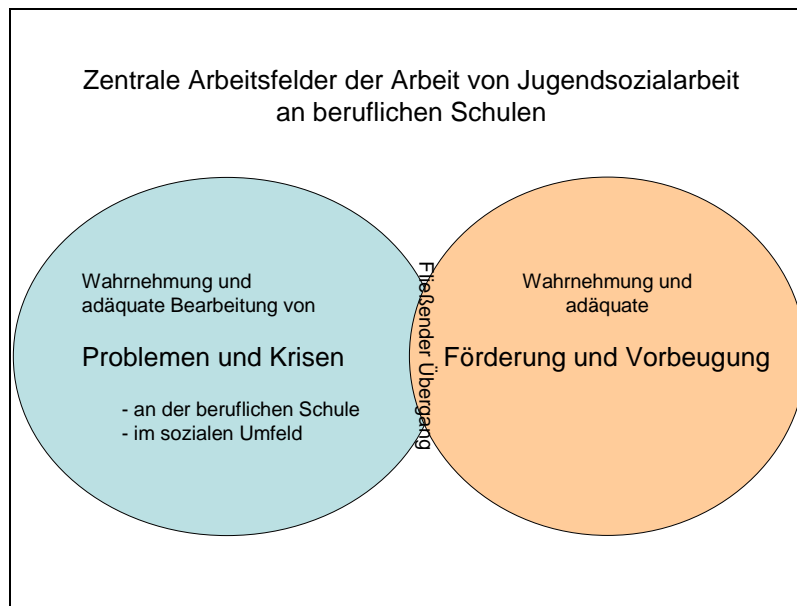 Zentrale Arbeitsfelder der Arbeit von Jugendsozialarbeit
an beruflichen Schulen
Wahrnehmung und
adäquate Bearbeitung von
Problemen und Krisen
- an der beruflichen Schule
- im sozialen Umfeld
Fließender Übergang
Wahrnehmung und
adäquate
Förderung und Vorbeugung